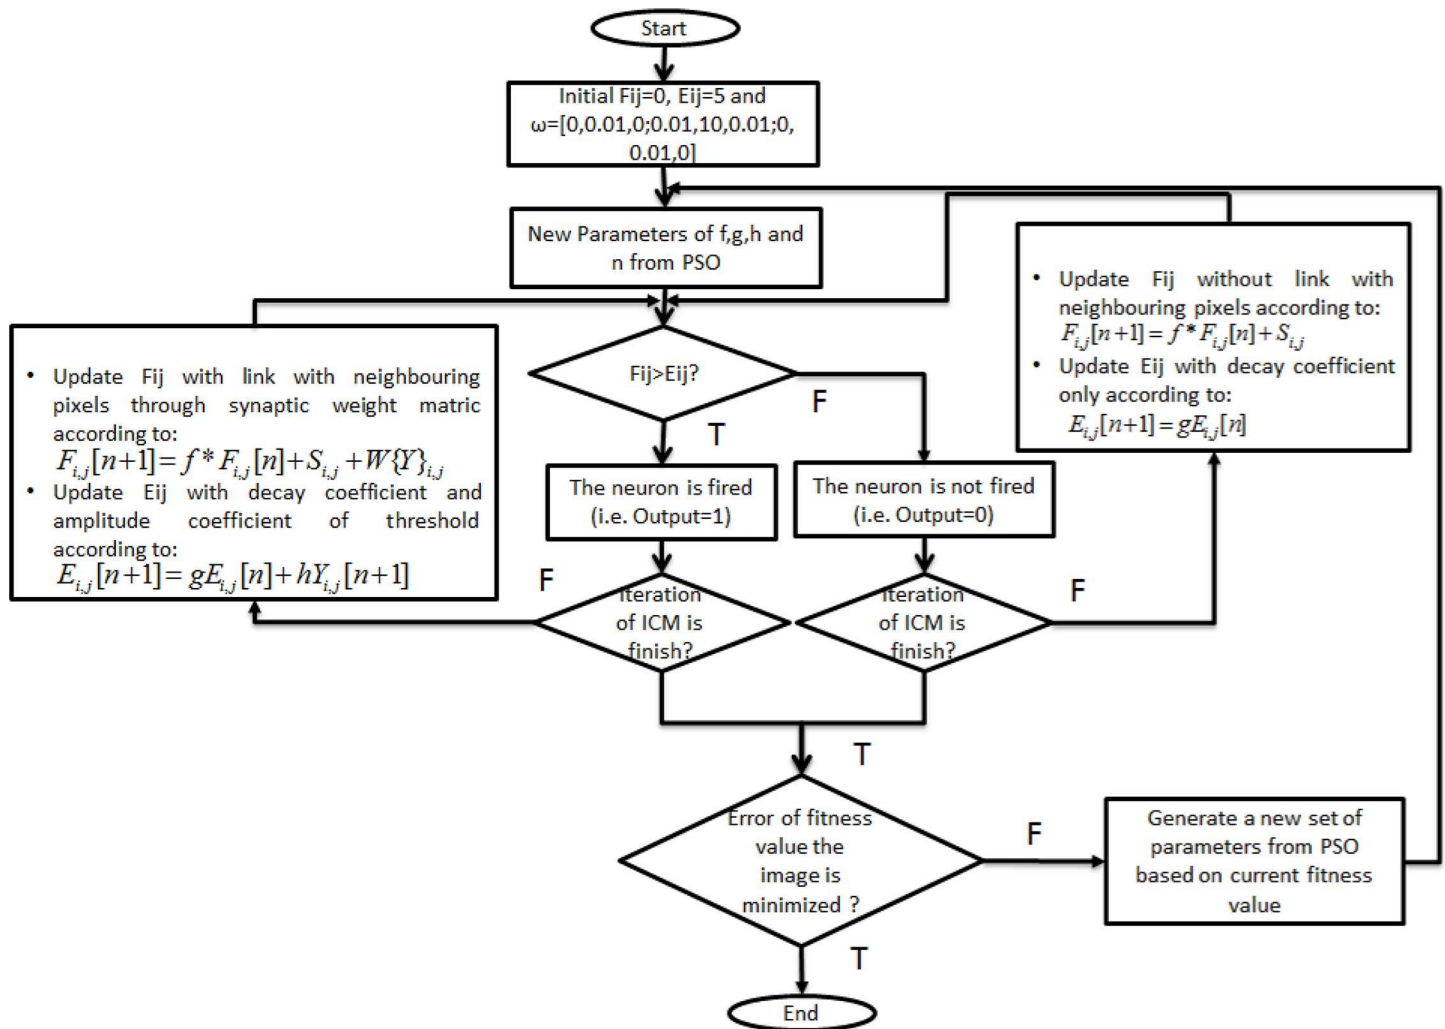 Start
Initial Fij=0, Eij=5 and
ω=[0,0.01,0;0.01,10,0.01;0,
0.01,0]
New Parameters of f,g,h and
n from PSO
• Update Fij without link with
neighbouring pixels according to:
F_{i,j}[n+1] = f * F_{i,j}[n] + S_{i,j}
• Update Eij with decay coefficient
only according to:
E_{i,j}[n+1] = gE_{i,j}[n]
• Update Fij with link with neighbouring
pixels through synaptic weight matric
according to:
F_{i,j}[n+1] = f * F_{i,j}[n] + S_{i,j} + W{Y}_{i,j}
• Update Eij with decay coefficient and
amplitude coefficient of threshold
according to:
E_{i,j}[n+1] = gE_{i,j}[n] + hY_{i,j}[n+1]
Fij>Eij?
F
T
The neuron is fired
(i.e. Output=1)
The neuron is not fired
(i.e. Output=0)
F
Iteration
of ICM is
finish?
Iteration
of ICM is
finish?
F
T
Error of fitness
value the
image is
minimized ?
F
Generate a new set of
parameters from PSO
based on current fitness
value
T
End